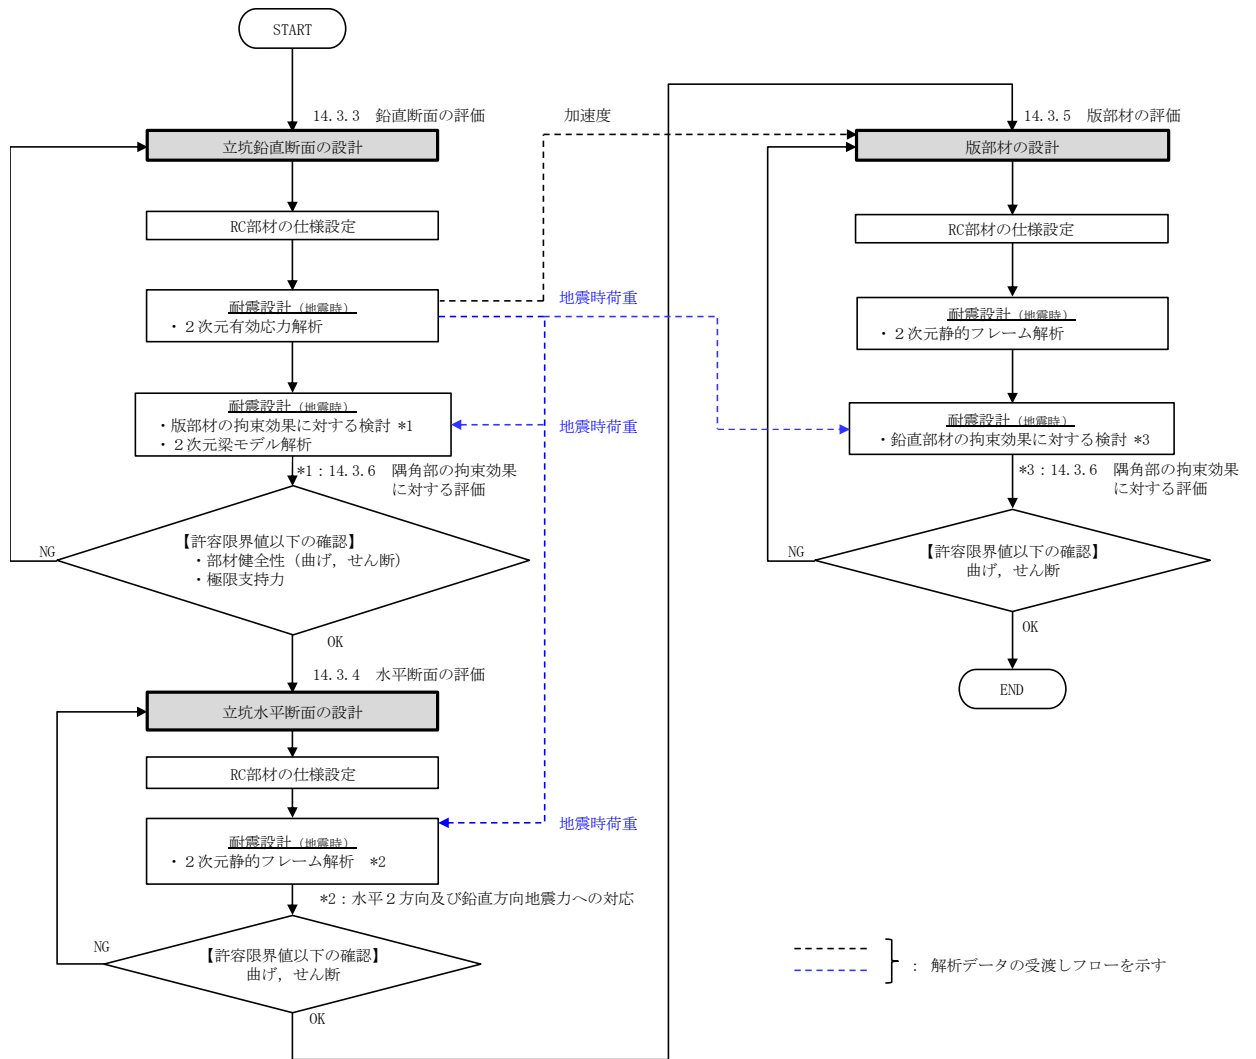 START
14.3.3 鉛直断面の評価
立坑鉛直断面の設計
RC部材の仕様設定
耐震設計(地震時)
・２次元有効応力解析
耐震設計(地震時)
・版部材の拘束効果に対する検討 *1
・２次元梁モデル解析
*1：14.3.6 隅角部の拘束効果
に対する評価
【許容限界値以下の確認】
・部材健全性（曲げ，せん断）
・極限支持力
NG
OK
14.3.4 水平断面の評価
立坑水平断面の設計
RC部材の仕様設定
耐震設計(地震時)
・２次元静的フレーム解析 *2
*2：水平２方向及び鉛直方向地震力への対応
【許容限界値以下の確認】
曲げ，せん断
NG
OK
加速度
地震時荷重
地震時荷重
地震時荷重
14.3.5 版部材の評価
版部材の設計
RC部材の仕様設定
耐震設計(地震時)
・２次元静的フレーム解析
耐震設計(地震時)
・鉛直部材の拘束効果に対する検討 *3
*3：14.3.6 隅角部の拘束効果
に対する評価
【許容限界値以下の確認】
曲げ，せん断
NG
OK
END
： 解析データの受渡しフローを示す